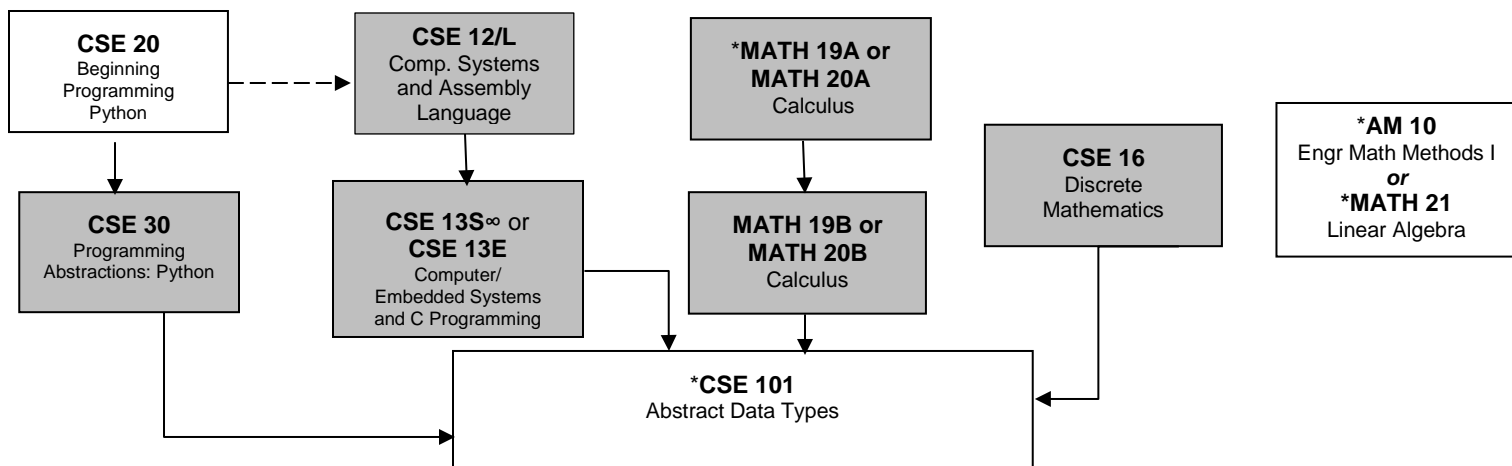 CSE 20
Beginning
Programming
Python
CSE 12/L
Comp. Systems
and Assembly
Language
*MATH 19A or
MATH 20A
Calculus
CSE 16
Discrete
Mathematics
*AM 10
Engr Math Methods I
or
*MATH 21
Linear Algebra
CSE 30
Programming
Abstractions: Python
CSE 13S∞ or
CSE 13E
Computer/
Embedded Systems
and C Programming
MATH 19B or
MATH 20B
Calculus
*CSE 101
Abstract Data Types